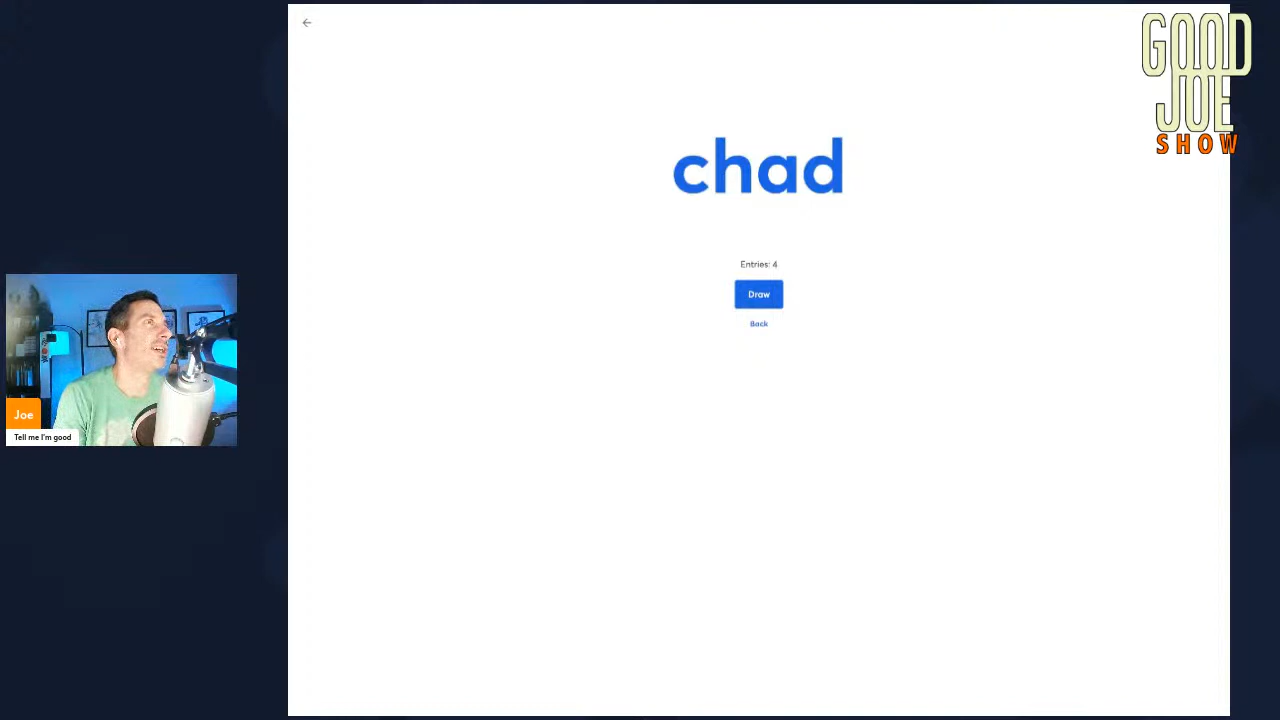 GOOD
JOE
SHOW
chad
Entries: 4
Draw
Back
Joe
Tell me I'm good